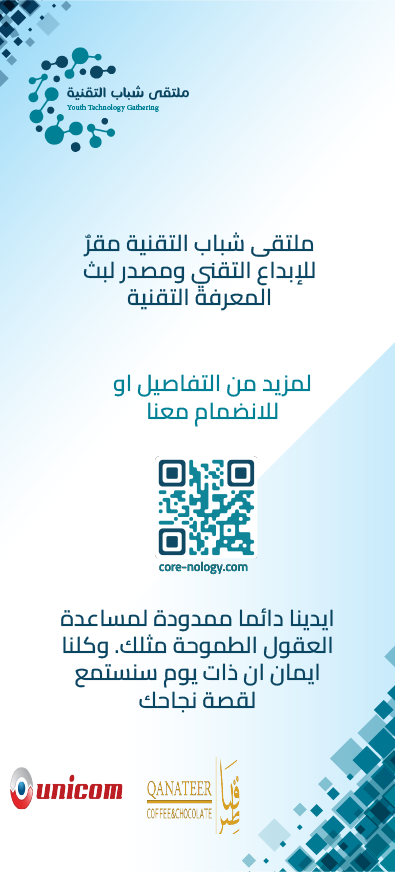 ملتقى شباب التقنية
Youth Technology Gathering
ملتقى شباب التقنية مقرٌ
للإبداع التقني ومصدر لبث
المعرفة التقنية
لمزيد من التفاصيل او
للانضمام معنا
core-nology.com
ايدينا دائما ممدودة لمساعدة
العقول الطموحة مثلك. وكلنا
ايمان ان ذات يوم سنستمع
لقصة نجاحك
unicom
QANATEER
COFFEE&CHOCOLATE